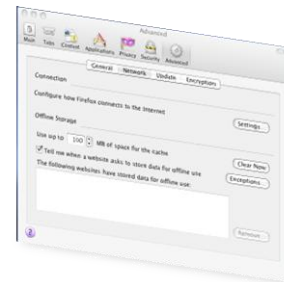 Advanced
Main Tabs Content Applications Privacy Security Advanced
General Network Update Encryption
Connection
Configure how Firefox connects to the Internet
Settings...
Offline Storage
Use up to 100 MB of space for the cache
Clear Now
Tell me when a website asks to store data for offline use
Exceptions...
The following websites have stored data for offline use:
Remove...